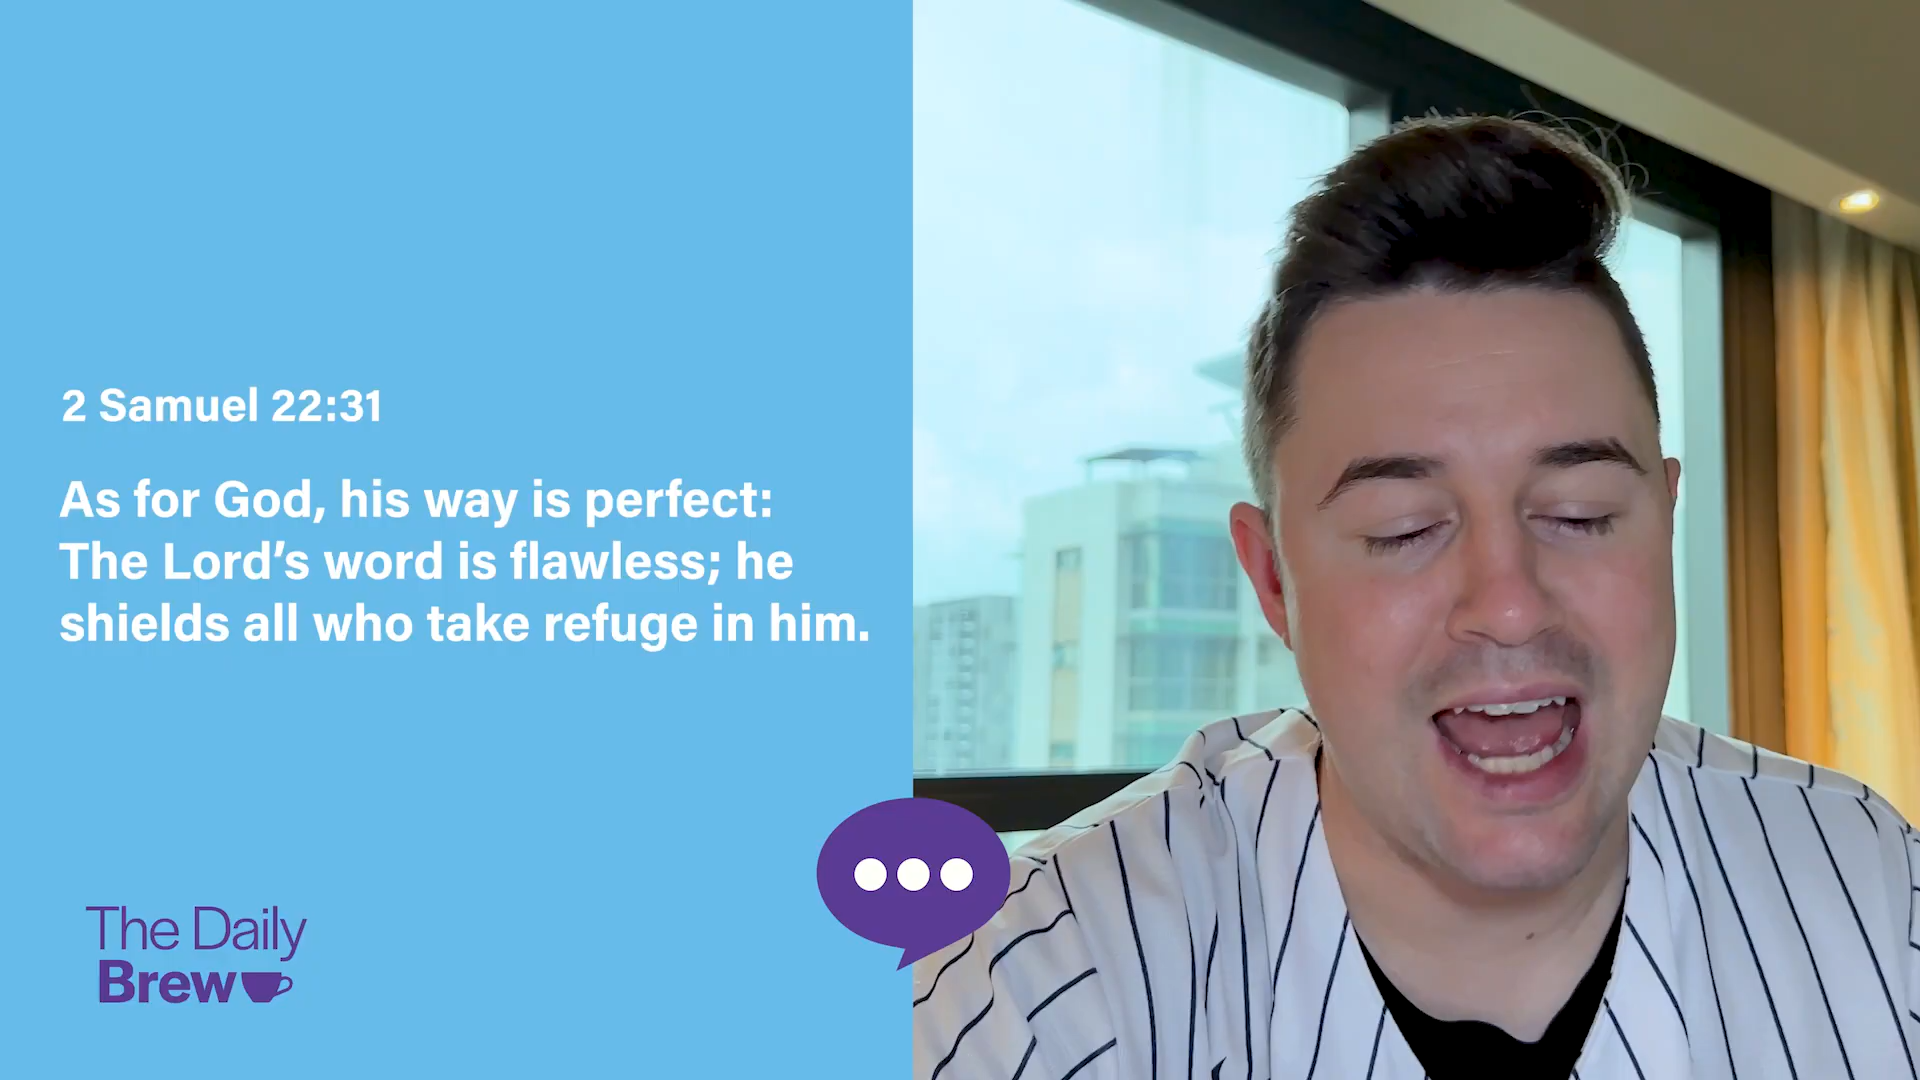 2 Samuel 22:31
As for God, his way is perfect:
The Lord’s word is flawless; he
shields all who take refuge in him.
The Daily
Brew